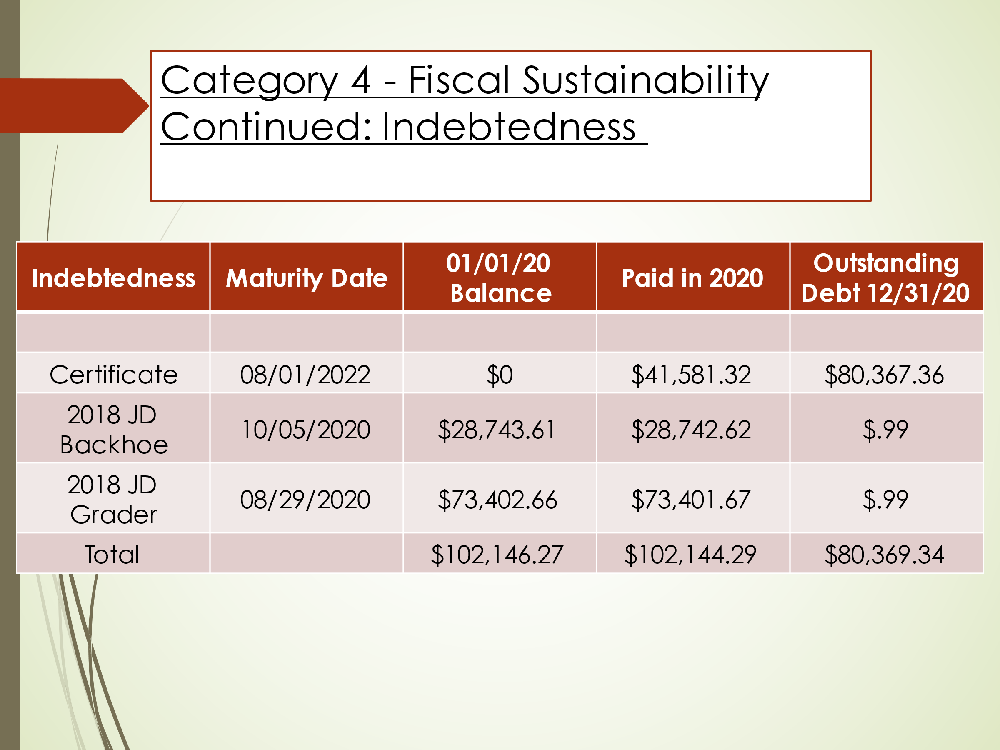 Category 4 - Fiscal Sustainability
Continued: Indebtedness
Indebtedness
Maturity Date
01/01/20
Balance
Paid in 2020
Outstanding
Debt 12/31/20
Certificate
08/01/2022
$0
$41,581.32
$80,367.36
2018 JD
Backhoe
10/05/2020
$28,743.61
$28,742.62
$.99
2018 JD
Grader
08/29/2020
$73,402.66
$73,401.67
$.99
Total
$102,146.27
$102,144.29
$80,369.34